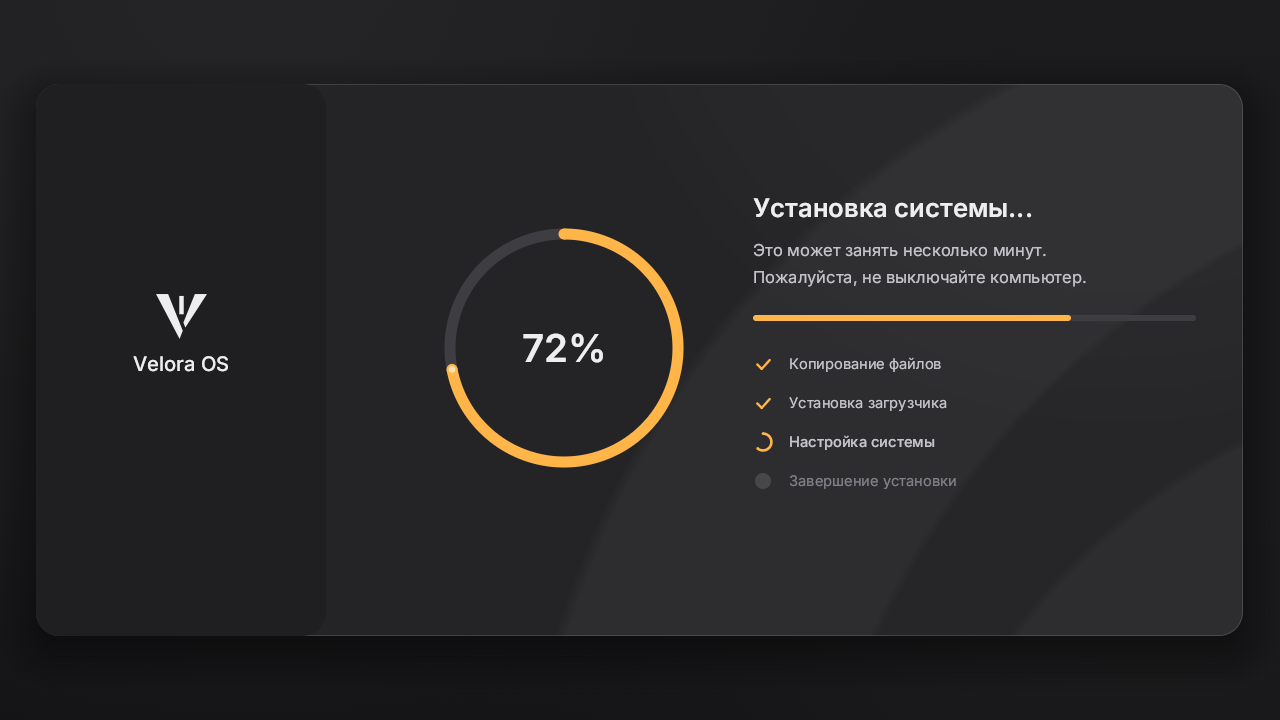 Velora OS
72%
Установка системы...
Это может занять несколько минут.
Пожалуйста, не выключайте компьютер.
Копирование файлов
Установка загрузчика
Настройка системы
Завершение установки